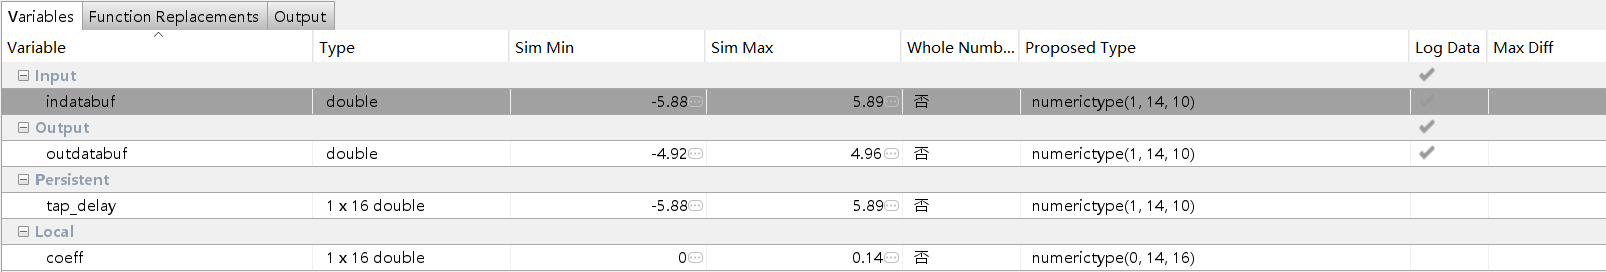 Variables Function Replacements Output
Variable Type Sim Min Sim Max Whole Numb... Proposed Type Log Data Max Diff
Input
indatabuf double -5.88 5.89 否 numerictype(1, 14, 10)
Output
outdatabuf double -4.92 4.96 否 numerictype(1, 14, 10)
Persistent
tap_delay 1 x 16 double -5.88 5.89 否 numerictype(1, 14, 10)
Local
coeff 1 x 16 double 0 0.14 否 numerictype(0, 14, 16)